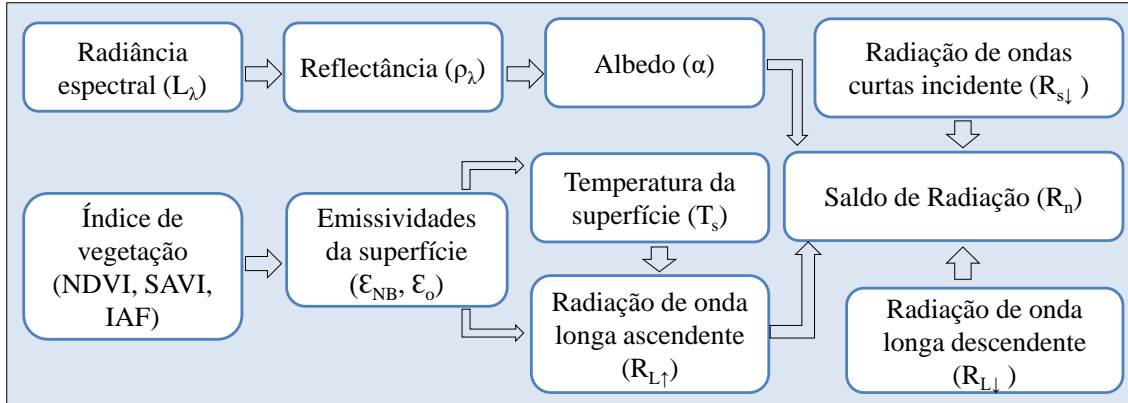 Radiância
espectral (Lλ)
Reflectância (ρλ)
Albedo (α)
Radiação de ondas
curtas incidente (Rs↓ )
Índice de
vegetação
(NDVI, SAVI,
IAF)
Emissividades
da superfície
(ƐNB, Ɛo)
Temperatura da
superfície (Ts)
Saldo de Radiação (Rn)
Radiação de onda
longa ascendente
(RL↑)
Radiação de onda
longa descendente
(RL↓ )